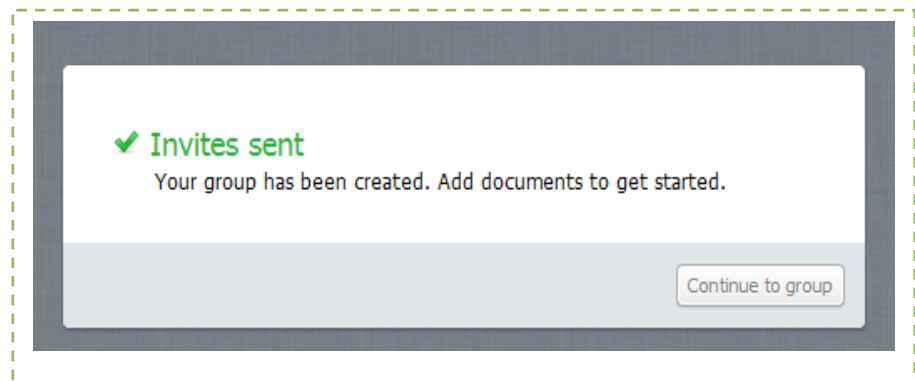 Invites sent
Your group has been created. Add documents to get started.
Continue to group